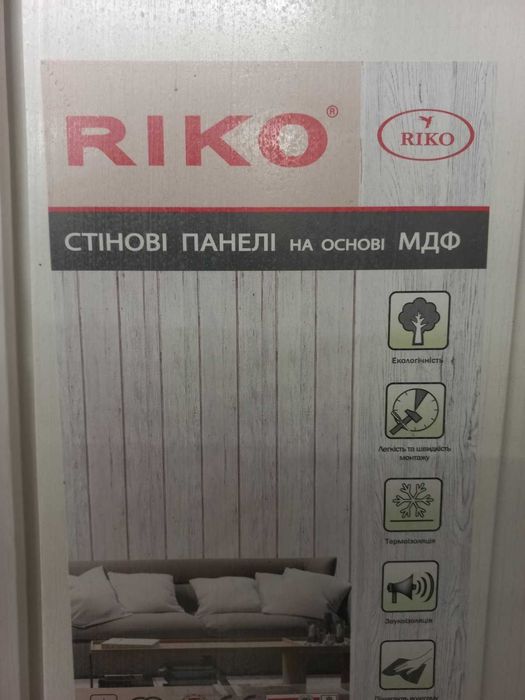 RIKO®
RIKO
СТІНОВІ ПАНЕЛІ НА ОСНОВІ МДФ
Екологічність
Легкість та швидкість
монтажу
Термоізоляція
Звукоізоляція